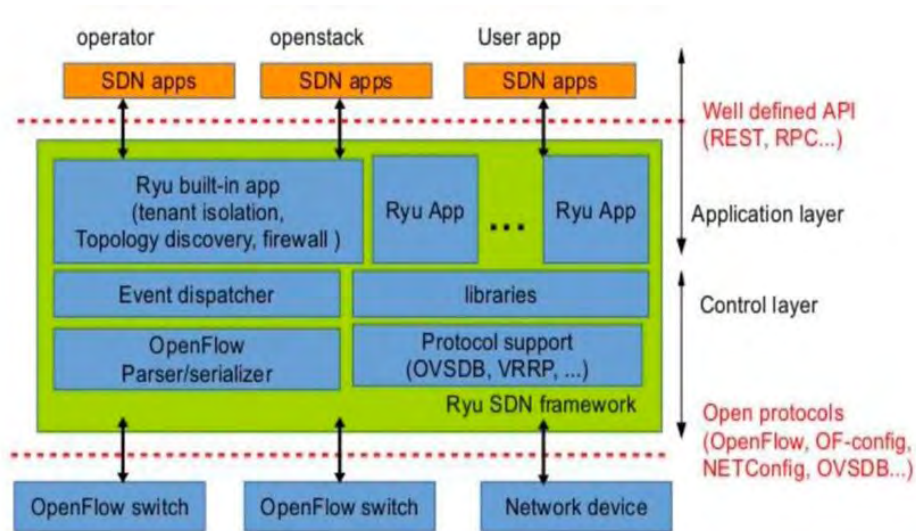 operator
openstack
User app
SDN apps
SDN apps
SDN apps
Well defined API
(REST, RPC...)
Ryu built-in app
(tenant isolation,
Topology discovery, firewall )
Ryu App
...
Ryu App
Application layer
Event dispatcher
libraries
Control layer
OpenFlow
Parser/serializer
Protocol support
(OVSDB, VRRP, ...)
Ryu SDN framework
Open protocols
(OpenFlow, OF-config,
NETConfig, OVSDB...)
OpenFlow switch
OpenFlow switch
Network device